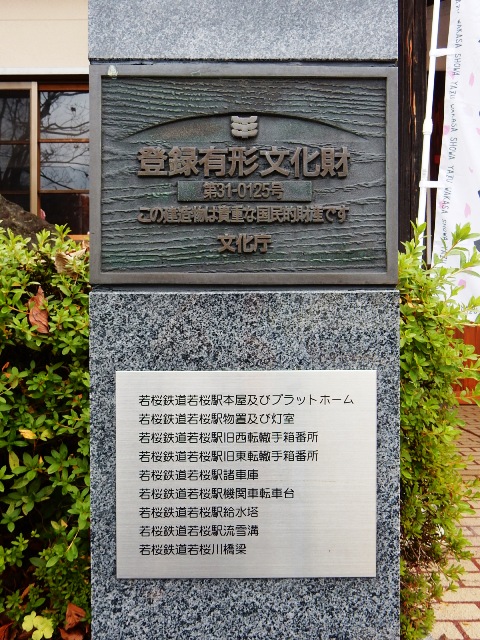 登録有形文化財
第31-0125号
この建造物は貴重な国民的財産です
文化庁
若桜鉄道若桜駅本屋及びプラットホーム
若桜鉄道若桜駅物置及び灯室
若桜鉄道若桜駅旧西転轍手箱番所
若桜鉄道若桜駅旧東転轍手箱番所
若桜鉄道若桜駅諸車庫
若桜鉄道若桜駅機関車転車台
若桜鉄道若桜駅給水塔
若桜鉄道若桜駅流雪溝
若桜鉄道若桜川橋梁
WAKASA SHOWA